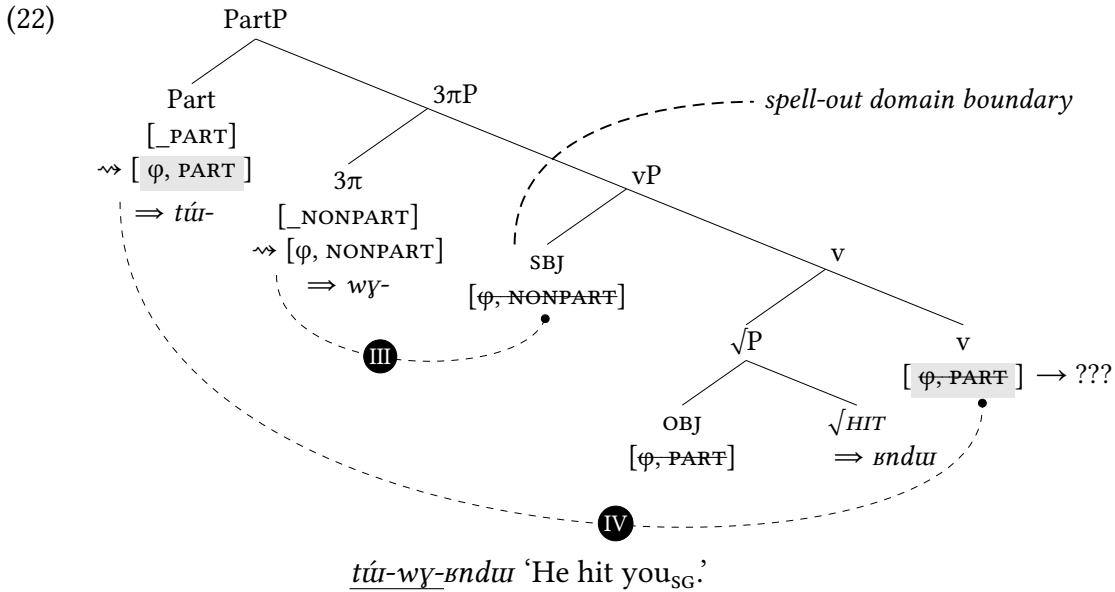 (22)
PartP
Part
[_PART]
⇝ [ φ, PART ]
⟹ tɯ́-
3πP
3π
[_NONPART]
⇝ [φ, NONPART]
⟹ wɣ-
spell-out domain boundary
vP
SBJ
[φ, NONPART]
v
√P
v
[ φ, PART ] → ???
OBJ
[φ, PART]
√HIT
⟹ ʁndɯ
III
IV
tɯ́-wɣ-ʁndɯ ‘He hit youSG.’